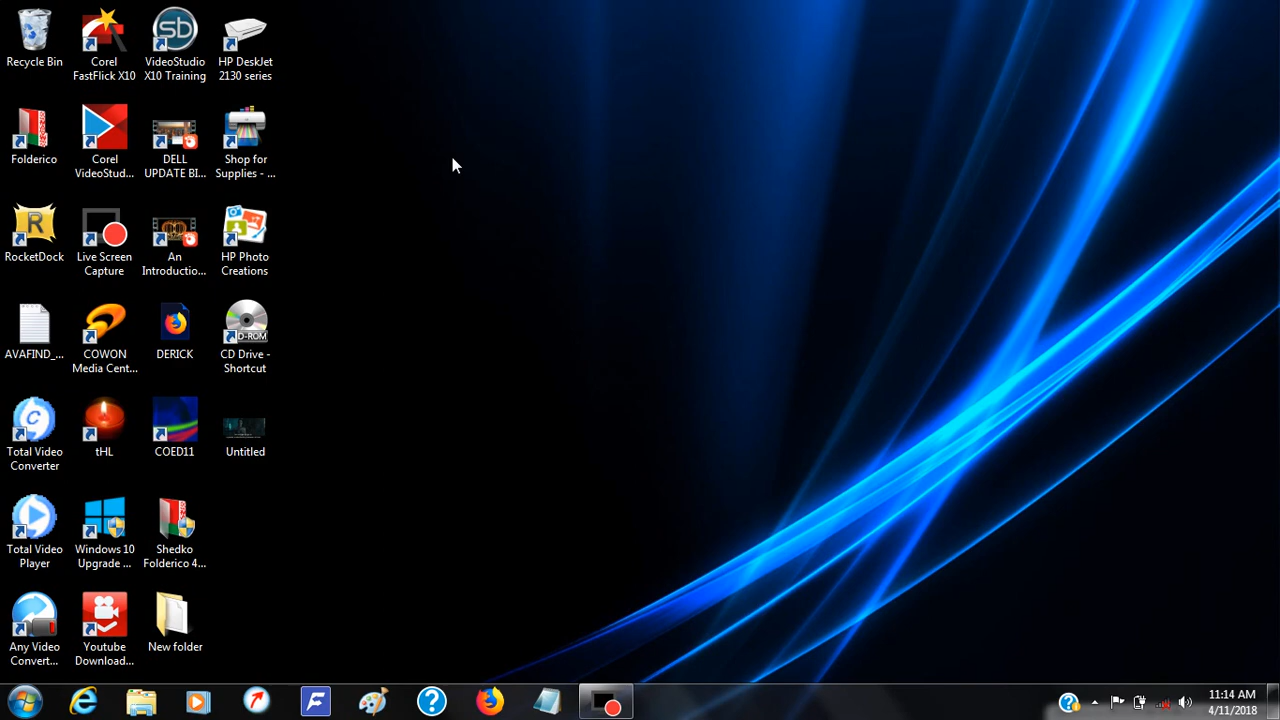 Recycle Bin
Corel
FastFlick X10
VideoStudio
X10 Training
HP DeskJet
2130 series
Folderico
Corel
VideoStud...
DELL
UPDATE BI...
Shop for
Supplies - ...
RocketDock
Live Screen
Capture
An
Introductio...
HP Photo
Creations
AVAFIND_...
COWON
Media Cent...
DERICK
D-ROM
CD Drive -
Shortcut
Total Video
Converter
tHL
COED11
Untitled
Total Video
Player
Windows 10
Upgrade ...
Shedko
Folderico 4...
Any Video
Convert...
Youtube
Download...
New folder
11:14 AM
4/11/2018